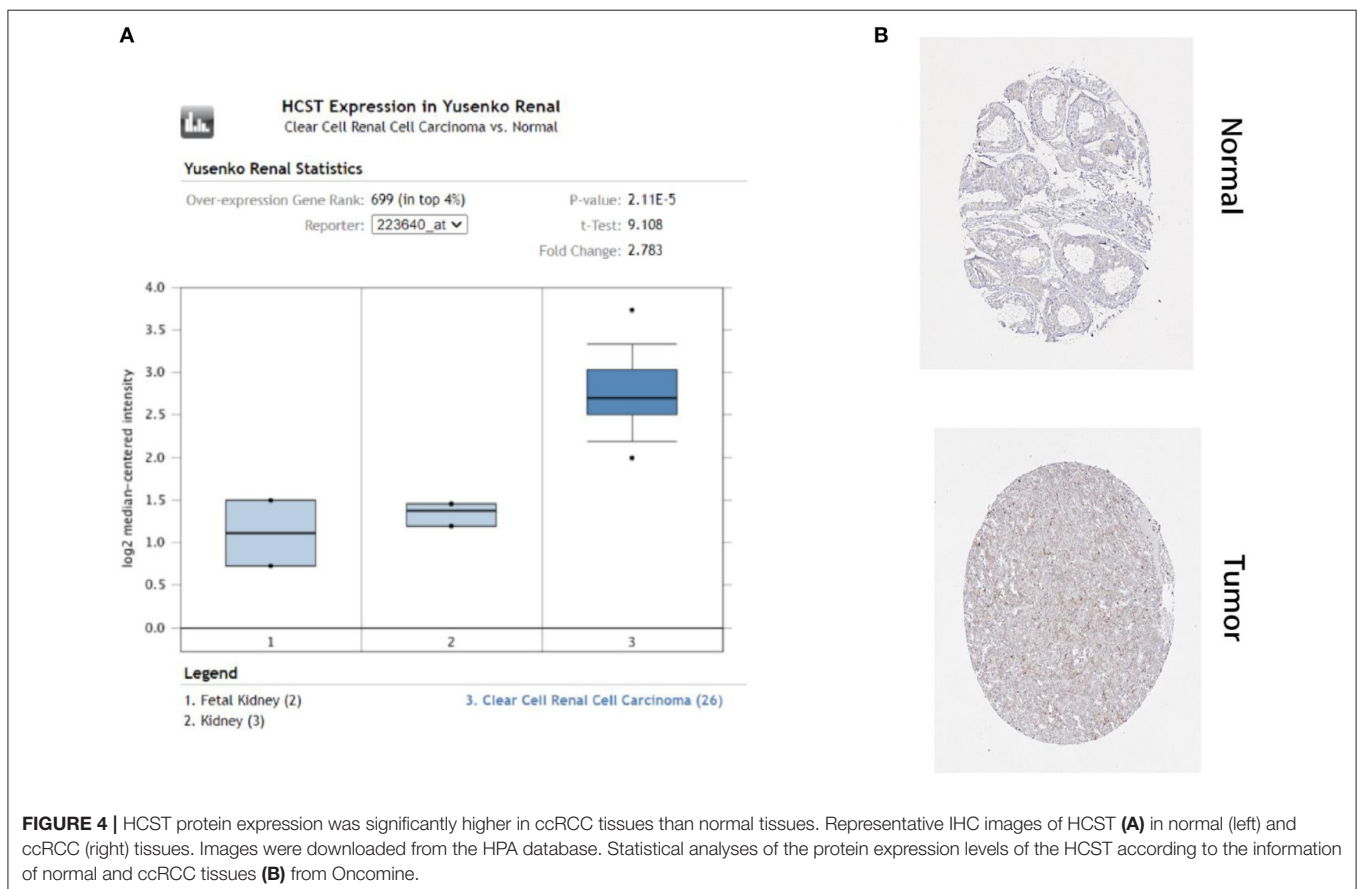 A
B
HCST Expression in Yusenko Renal
Clear Cell Renal Cell Carcinoma vs. Normal
Yusenko Renal Statistics
Over-expression Gene Rank: 699 (in top 4%)
P-value: 2.11E-5
Reporter: 223640_at
t-Test: 9.108
Fold Change: 2.783
log2 median-centered intensity
4.0
3.5
3.0
2.5
2.0
1.5
1.0
0.5
0.0
1
2
3
Legend
1. Fetal Kidney (2)
2. Kidney (3)
3. Clear Cell Renal Cell Carcinoma (26)
Normal
Tumor
FIGURE 4 | HCST protein expression was significantly higher in ccRCC tissues than normal tissues. Representative IHC images of HCST (A) in normal (left) and
ccRCC (right) tissues. Images were downloaded from the HPA database. Statistical analyses of the protein expression levels of the HCST according to the information
of normal and ccRCC tissues (B) from Oncomine.